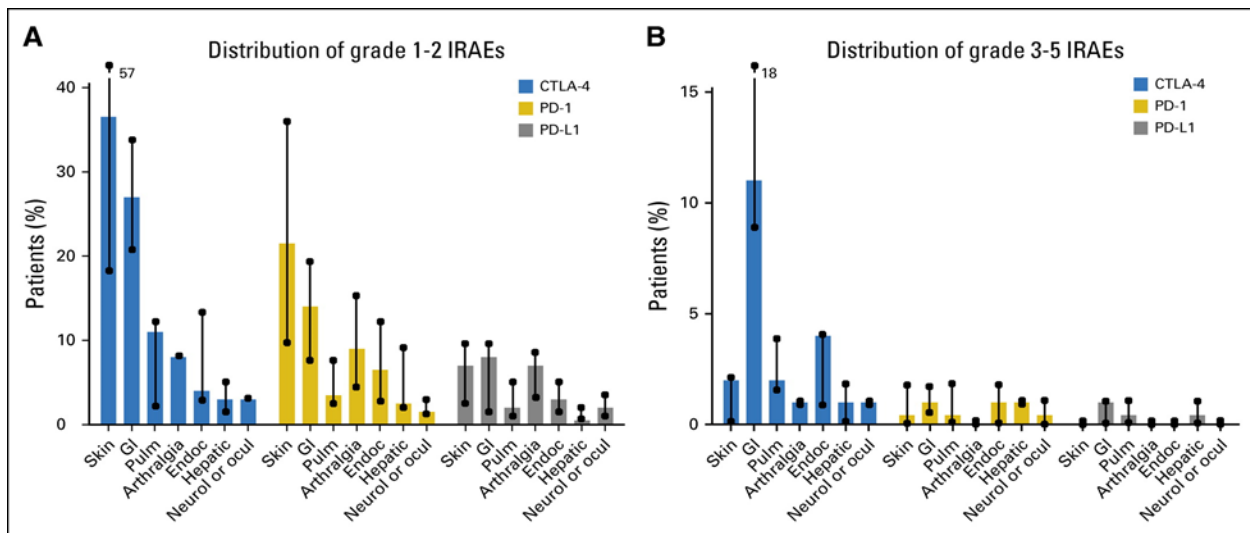 A
Distribution of grade 1-2 IRAEs
57
CTLA-4
PD-1
PD-L1
40
30
20
10
0
Patients (%)
Skin
GI
Pulm
Arthralgia
Endoc
Hepatic
Neurol or ocul
Skin
GI
Pulm
Arthralgia
Endoc
Hepatic
Neurol or ocul
Skin
GI
Pulm
Arthralgia
Endoc
Hepatic
Neurol or ocul
B
Distribution of grade 3-5 IRAEs
18
CTLA-4
PD-1
PD-L1
15
10
5
0
Patients (%)
Skin
GI
Pulm
Arthralgia
Endoc
Hepatic
Neurol or ocul
Skin
GI
Pulm
Arthralgia
Endoc
Hepatic
Neurol or ocul
Skin
GI
Pulm
Arthralgia
Endoc
Hepatic
Neurol or ocul